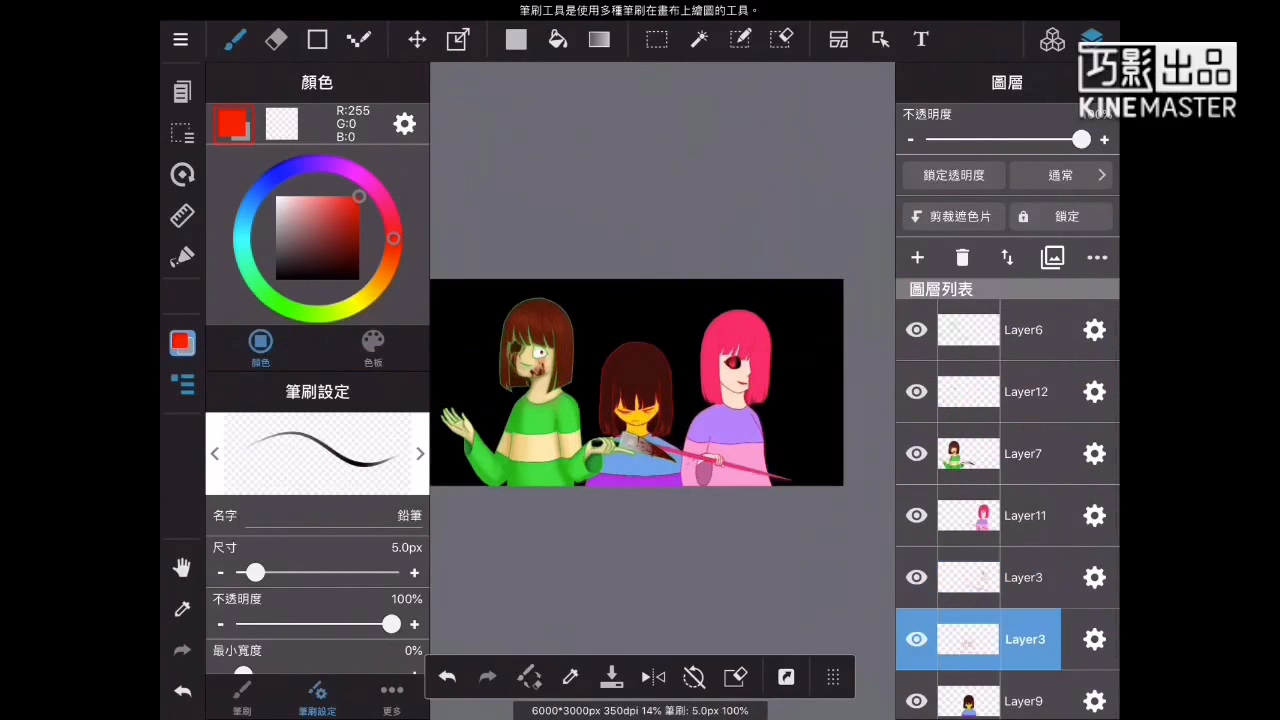 筆刷工具是使用多種筆刷在畫布上繪圖的工具。
T
巧影出品
KINEMASTER
顏色
R:255
G:0
B:0
顏色
色板
筆刷設定
名字
鉛筆
尺寸
5.0px
-
+
不透明度
100%
-
+
最小寬度
0%
筆刷
筆刷設定
更多
6000*3000px 350dpi 14% 筆刷: 5.0px 100%
圖層
不透明度
-
+
鎖定透明度
通常
剪裁遮色片
鎖定
圖層列表
Layer6
Layer12
Layer7
Layer11
Layer3
Layer3
Layer9